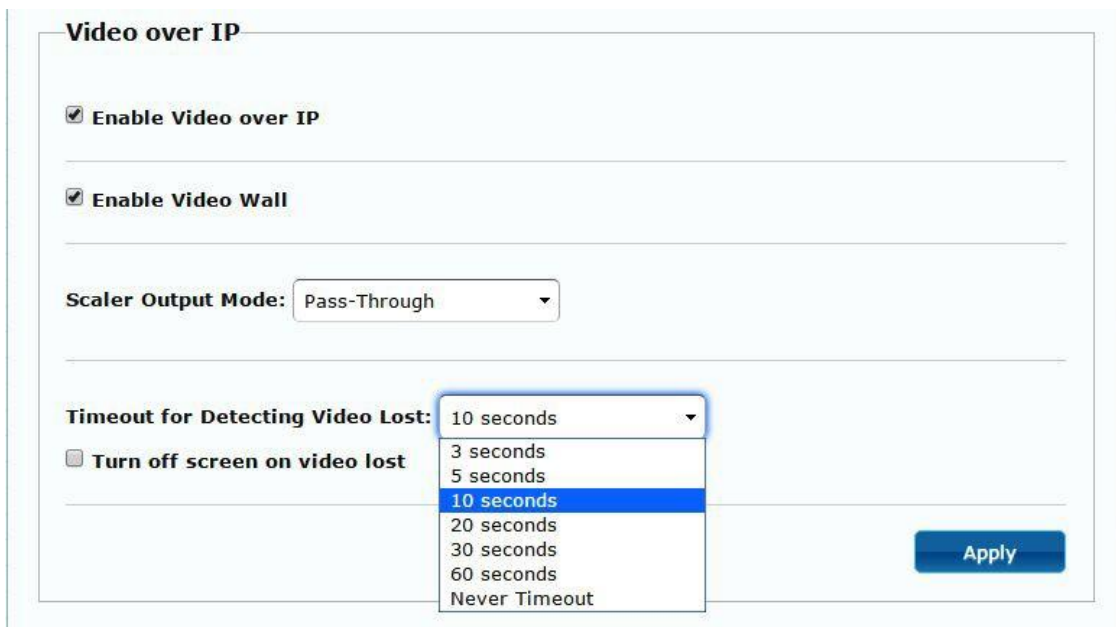 Video over IP
Enable Video over IP
Enable Video Wall
Scaler Output Mode: Pass-Through
Timeout for Detecting Video Lost: 10 seconds
Turn off screen on video lost
3 seconds
5 seconds
10 seconds
20 seconds
30 seconds
60 seconds
Never Timeout
Apply